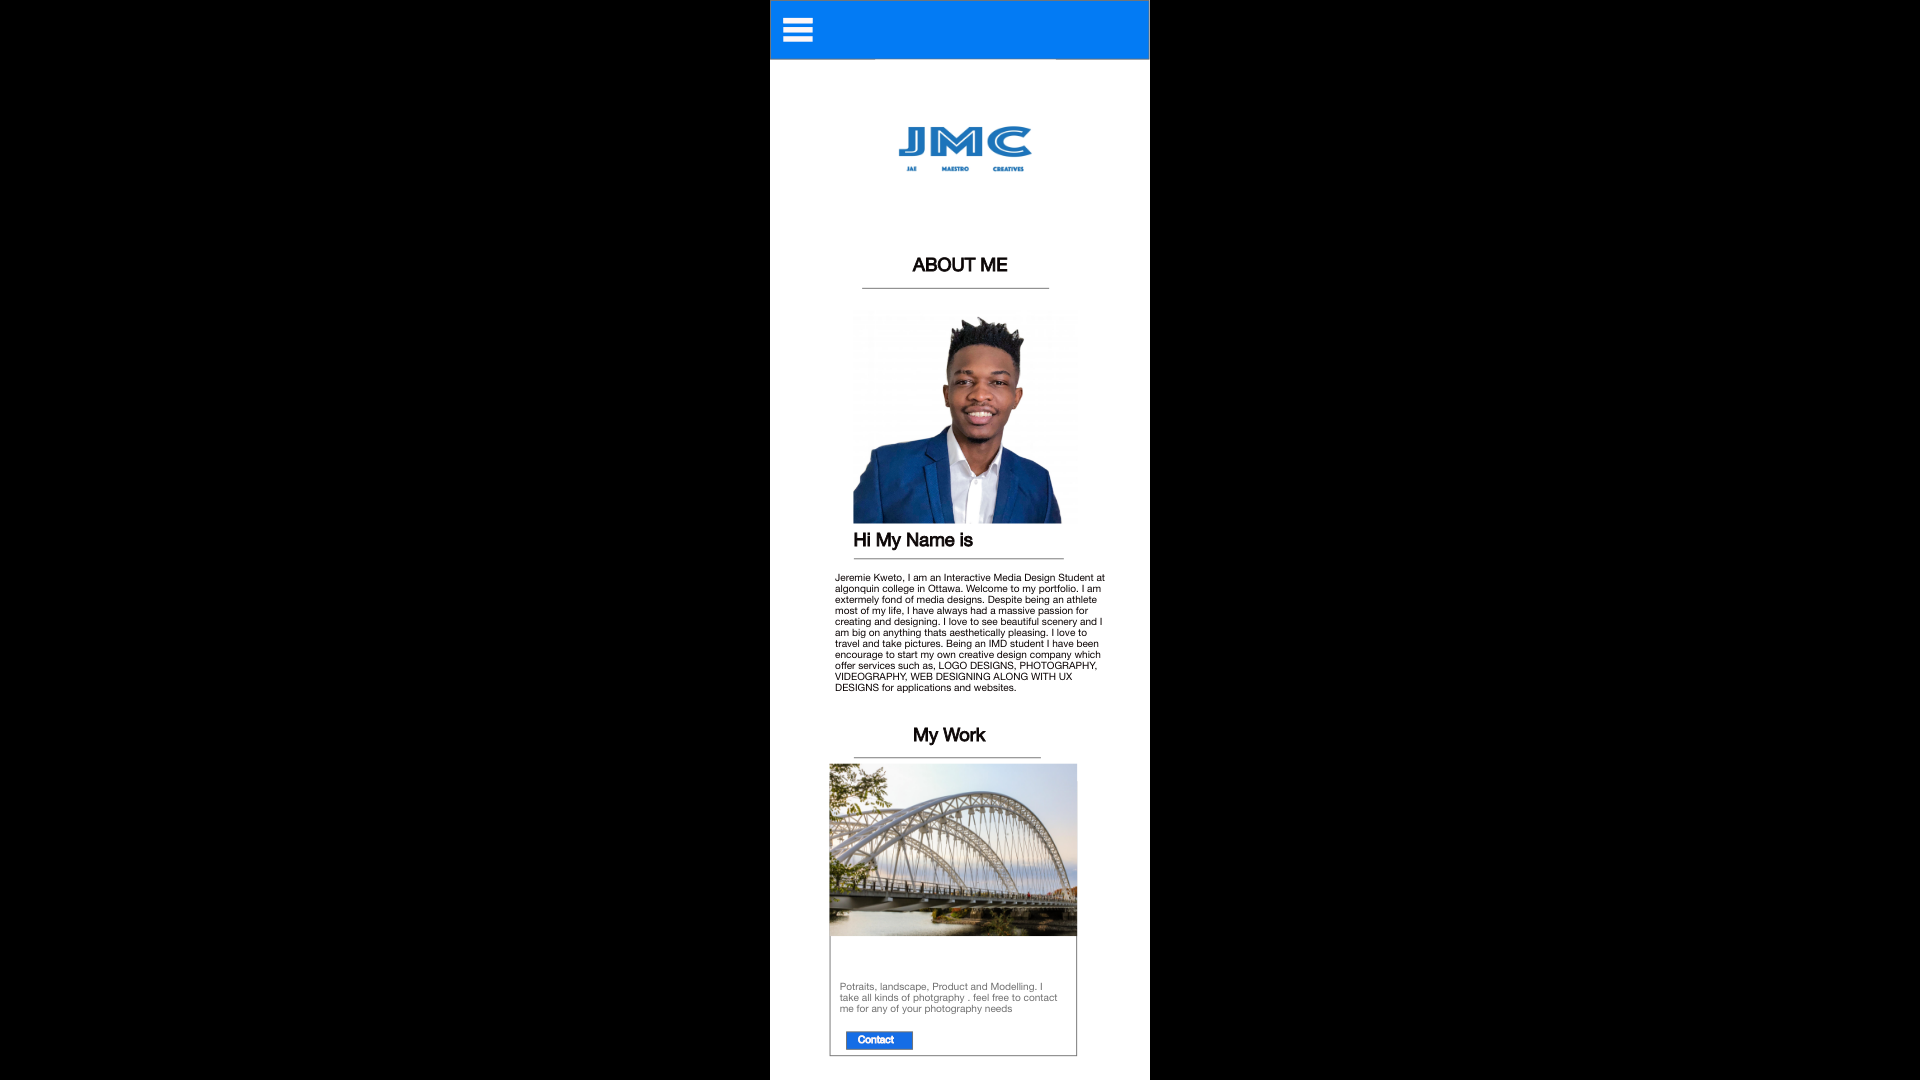 JMC
JAE MAESTRO CREATIVES
ABOUT ME
Hi My Name is
Jeremie Kweto, I am an Interactive Media Design Student at
algonquin college in Ottawa. Welcome to my portfolio. I am
extermely fond of media designs. Despite being an athlete
most of my life, I have always had a massive passion for
creating and designing. I love to see beautiful scenery and I
am big on anything thats aesthetically pleasing. I love to
travel and take pictures. Being an IMD student I have been
encourage to start my own creative design company which
offer services such as, LOGO DESIGNS, PHOTOGRAPHY,
VIDEOGRAPHY, WEB DESIGNING ALONG WITH UX
DESIGNS for applications and websites.
My Work
Potraits, landscape, Product and Modelling. I
take all kinds of photgraphy . feel free to contact
me for any of your photography needs
Contact